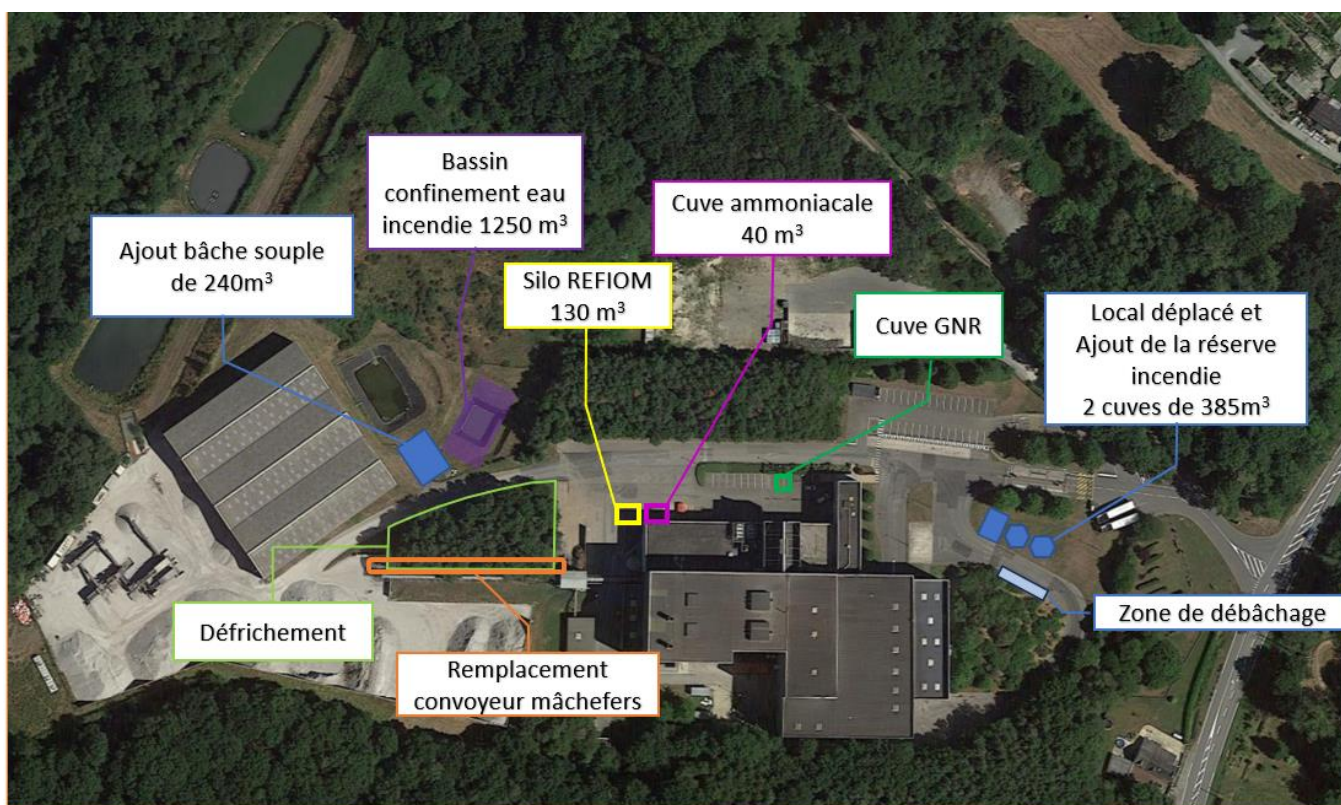 Bassin
confinement eau
incendie 1250 m³
Cuve ammoniacale
40 m³
Ajout bâche souple
de 240m³
Silo REFIOM
130 m³
Cuve GNR
Local déplacé et
Ajout de la réserve
incendie
2 cuves de 385m³
Défrichement
Zone de débâchage
Remplacement
convoyeur mâchefers